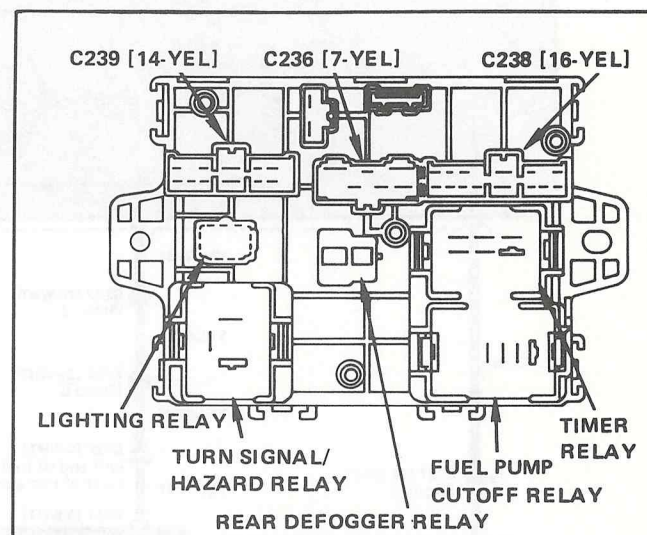 C239 [14-YEL]
C236 [7-YEL]
C238 [16-YEL]
LIGHTING RELAY
TURN SIGNAL/
HAZARD RELAY
REAR DEFOGGER RELAY
FUEL PUMP
CUTOFF RELAY
TIMER
RELAY